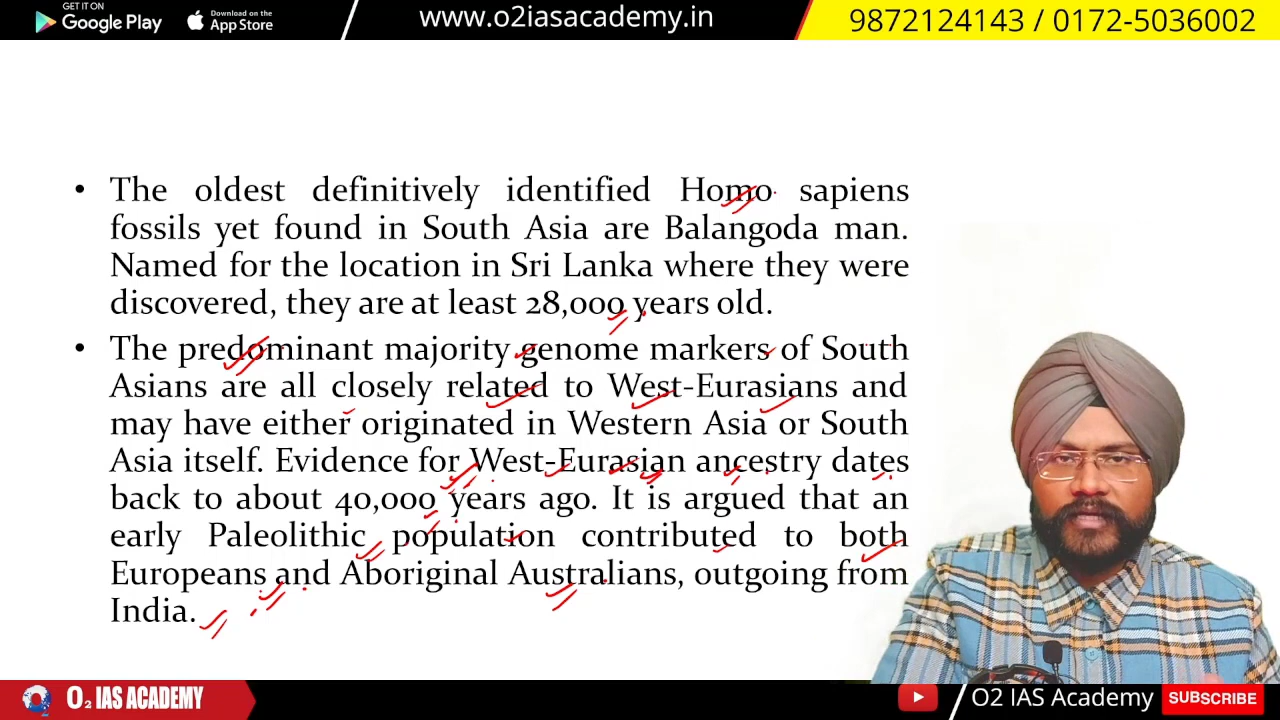 GET IT ON
Google Play
Download on the
App Store
www.o2iasacademy.in
9872124143 / 0172-5036002
• The oldest definitively identified Homo sapiens
fossils yet found in South Asia are Balangoda man.
Named for the location in Sri Lanka where they were
discovered, they are at least 28,000 years old.
• The predominant majority genome markers of South
Asians are all closely related to West-Eurasians and
may have either originated in Western Asia or South
Asia itself. Evidence for West-Eurasian ancestry dates
back to about 40,000 years ago. It is argued that an
early Paleolithic population contributed to both
Europeans and Aboriginal Australians, outgoing from
India.
O2 IAS ACADEMY
O2 IAS Academy
SUBSCRIBE